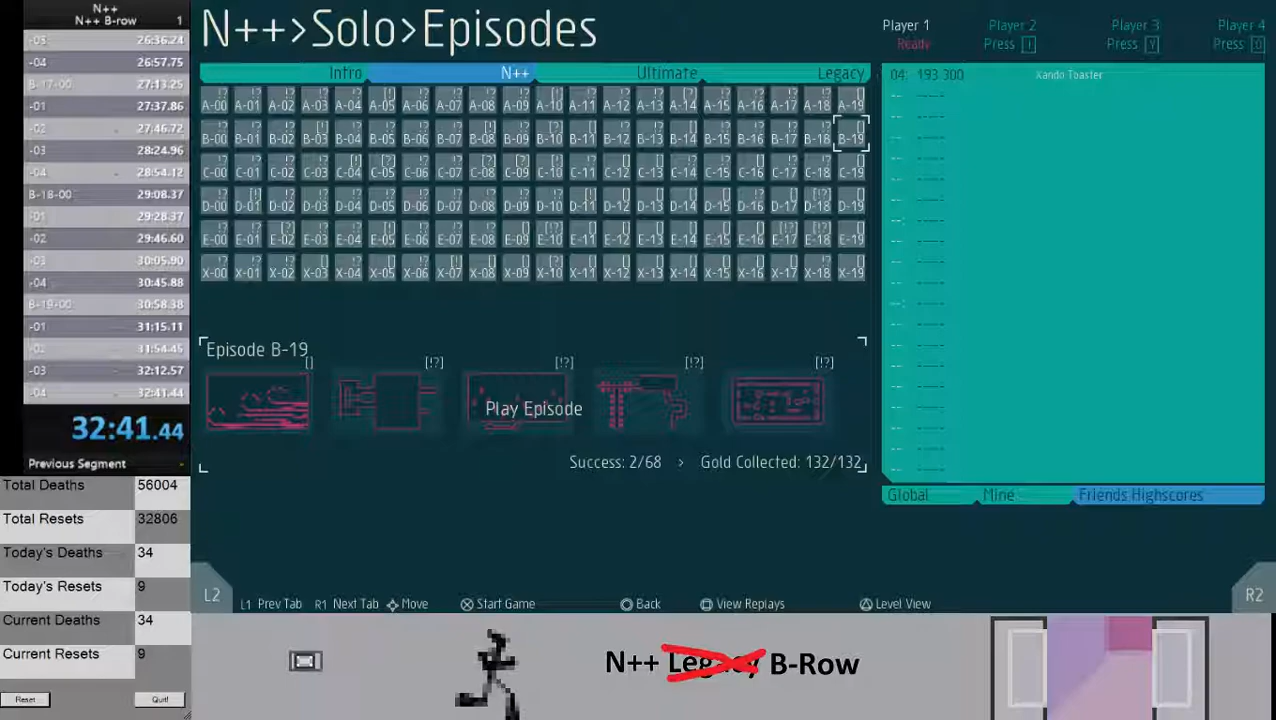 N++
N++ B-row 1
-03 26:36.24
-04 26:57.75
B-17-00 27:13.25
-01 27:37.86
-02 27:46.72
-03 28:24.96
-04 28:54.12
B-18-00 29:08.37
-01 29:28.37
-02 29:46.60
-03 30:05.90
-04 30:45.88
B-19-00 30:58.38
-01 31:15.11
-02 31:54.45
-03 32:12.57
-04 32:41.44
32:41.44
Previous Segment -
Total Deaths 56004
Total Resets 32806
Today's Deaths 34
Today's Resets 9
Current Deaths 34
Current Resets 9
Reset Quit!
N++>Solo>Episodes
Player 1 Player 2 Player 3 Player 4
Ready Press [I] Press [Y] Press [0]
Intro N++ Ultimate Legacy
A-00 A-01 A-02 A-03 A-04 A-05 A-06 A-07 A-08 A-09 A-10 A-11 A-12 A-13 A-14 A-15 A-16 A-17 A-18 A-19
B-00 B-01 B-02 B-03 B-04 B-05 B-06 B-07 B-08 B-09 B-10 B-11 B-12 B-13 B-14 B-15 B-16 B-17 B-18 B-19
C-00 C-01 C-02 C-03 C-04 C-05 C-06 C-07 C-08 C-09 C-10 C-11 C-12 C-13 C-14 C-15 C-16 C-17 C-18 C-19
D-00 D-01 D-02 D-03 D-04 D-05 D-06 D-07 D-08 D-09 D-10 D-11 D-12 D-13 D-14 D-15 D-16 D-17 D-18 D-19
E-00 E-01 E-02 E-03 E-04 E-05 E-06 E-07 E-08 E-09 E-10 E-11 E-12 E-13 E-14 E-15 E-16 E-17 E-18 E-19
X-00 X-01 X-02 X-03 X-04 X-05 X-06 X-07 X-08 X-09 X-10 X-11 X-12 X-13 X-14 X-15 X-16 X-17 X-18 X-19
Episode B-19
[] [!?] [!?] [!?] [!?]
Play Episode
Success: 2/68 > Gold Collected: 132/132
04: 193.300 Xando Toaster
Global Mine Friends Highscores
L2 L1 Prev Tab R1 Next Tab Move Start Game Back View Replays Level View R2
N++ Legacy B-Row